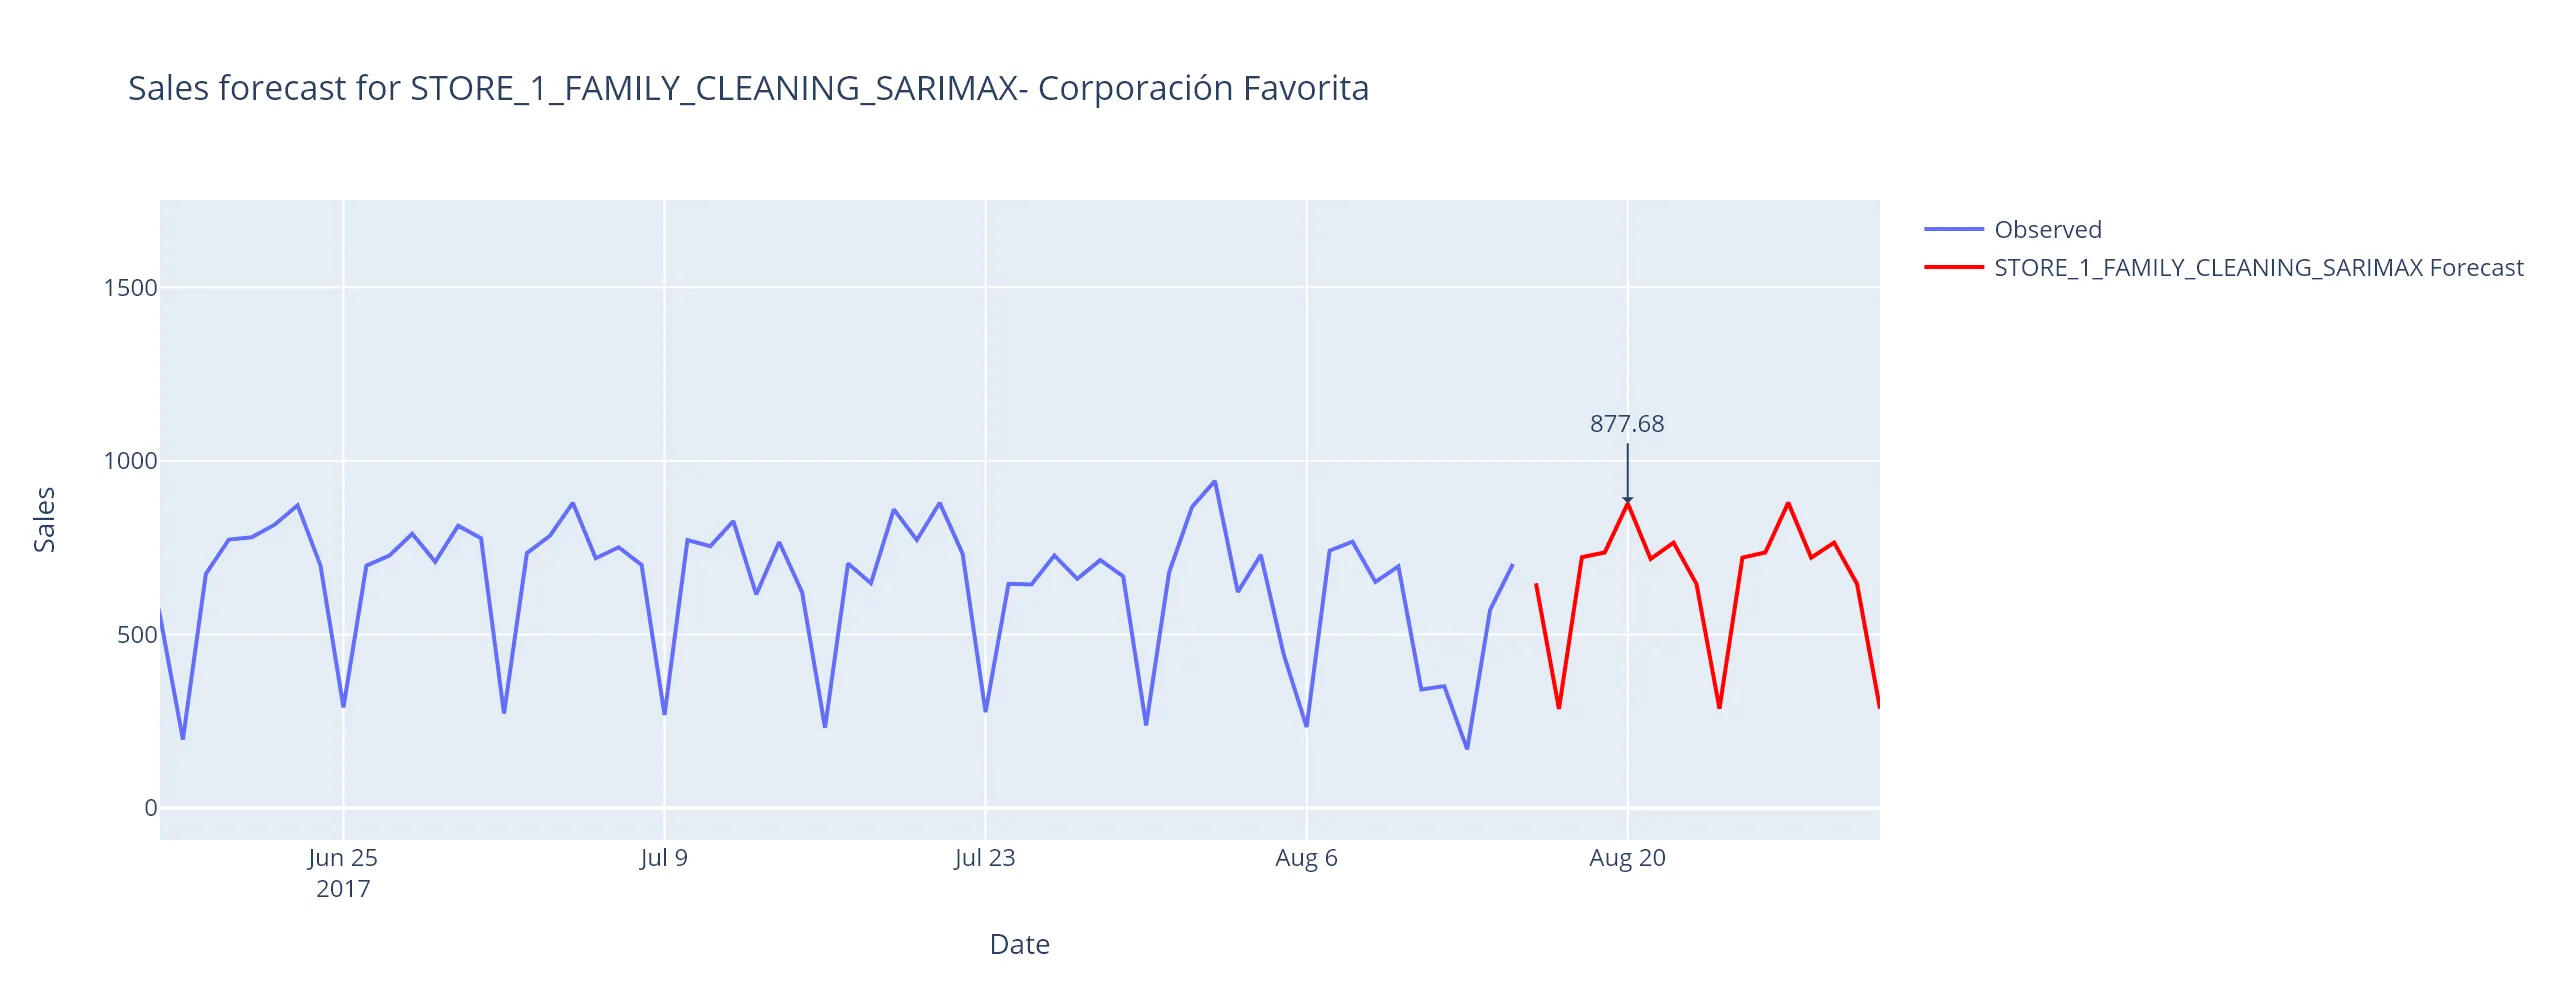 Sales forecast for STORE_1_FAMILY_CLEANING_SARIMAX- Corporación Favorita
Observed
STORE_1_FAMILY_CLEANING_SARIMAX Forecast
1500
1000
500
0
Sales
877.68
Jun 25
2017
Jul 9
Jul 23
Aug 6
Aug 20
Date